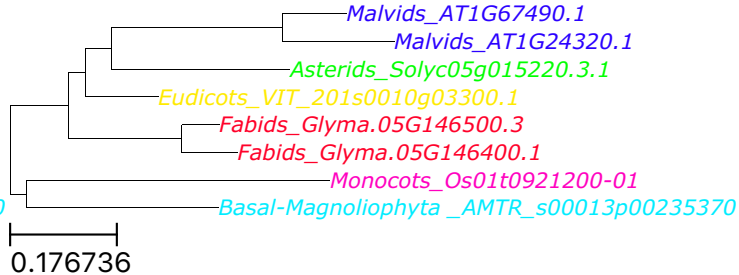 Malvids_AT1G67490.1
Malvids_AT1G24320.1
Asterids_Solyc05g015220.3.1
Eudicots_VIT_201s0010g03300.1
Fabids_Glyma.05G146500.3
Fabids_Glyma.05G146400.1
Monocots_Os01t0921200-01
Basal-Magnoliophyta _AMTR_s00013p00235370
0.176736